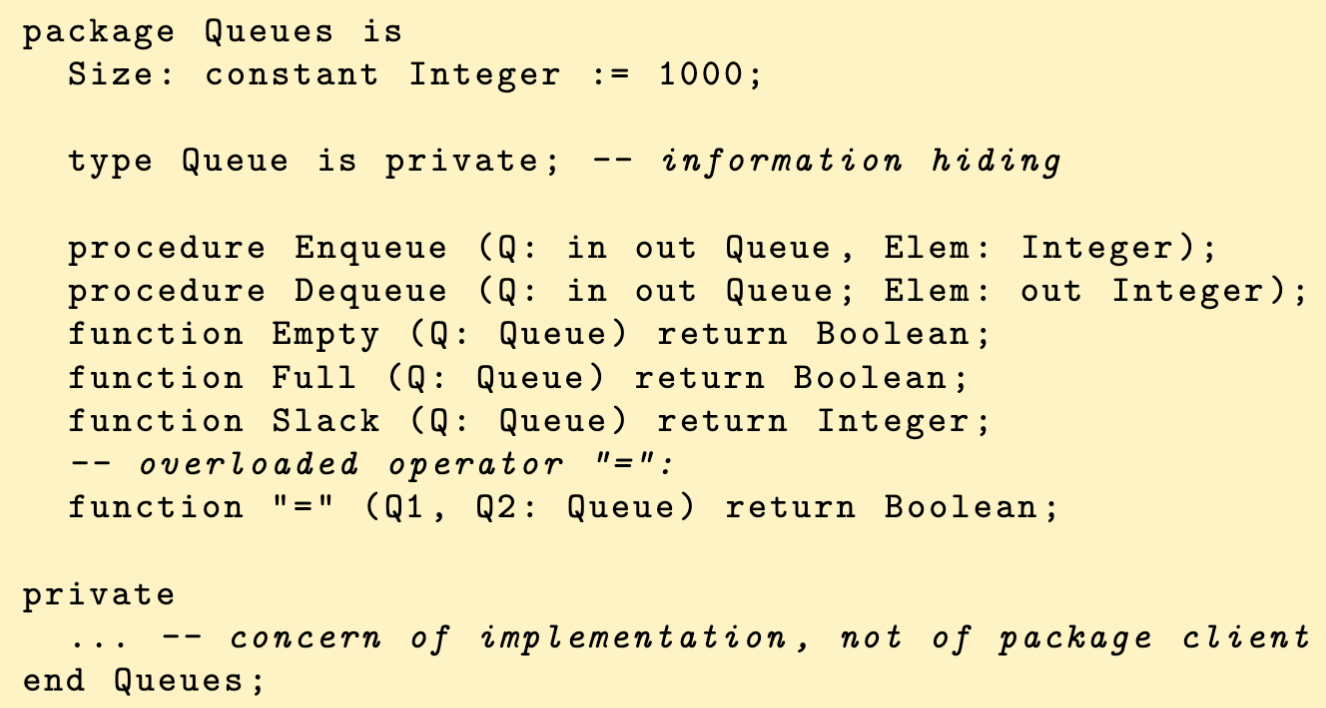 package Queues is
Size: constant Integer := 1000;
type Queue is private; -- information hiding
procedure Enqueue (Q: in out Queue, Elem: Integer);
procedure Dequeue (Q: in out Queue; Elem: out Integer);
function Empty (Q: Queue) return Boolean;
function Full (Q: Queue) return Boolean;
function Slack (Q: Queue) return Integer;
-- overloaded operator "=":
function "=" (Q1, Q2: Queue) return Boolean;
private
... -- concern of implementation, not of package client
end Queues;